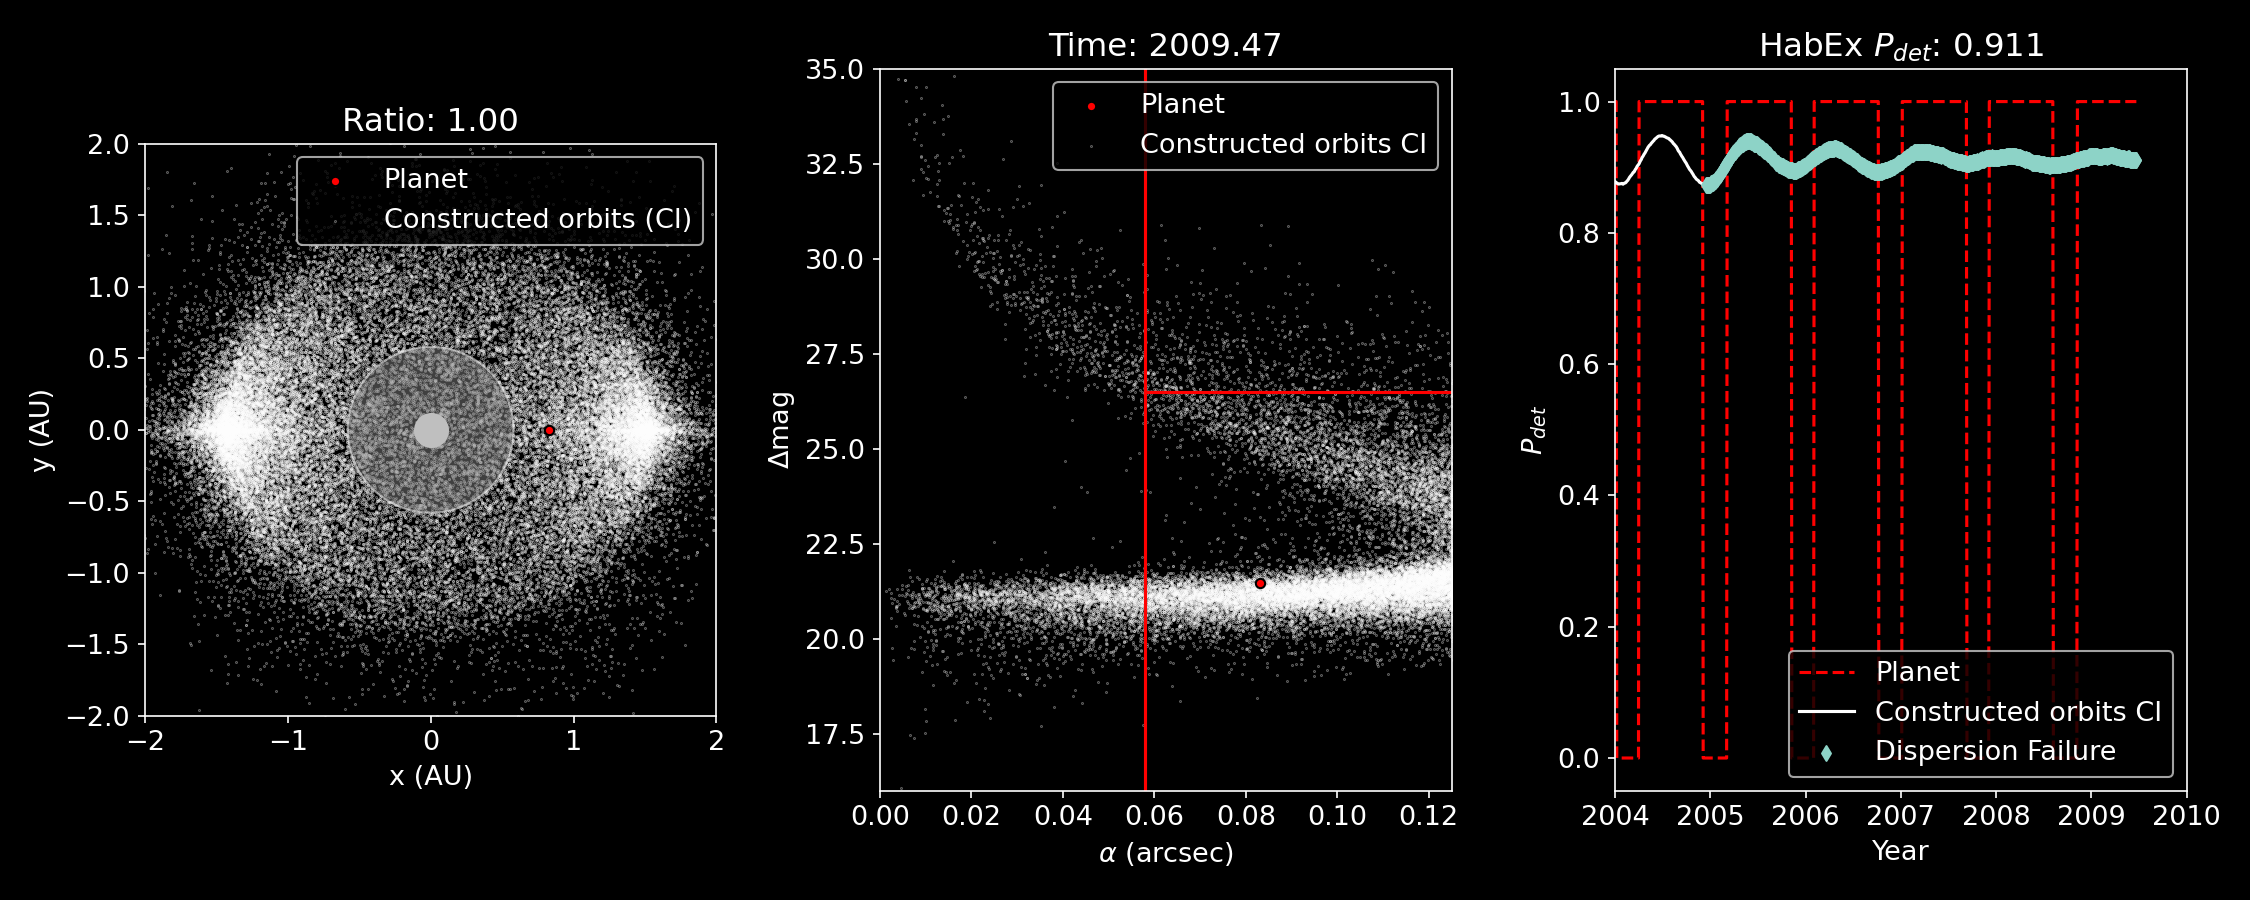 Ratio: 1.00
2.0
1.5
1.0
0.5
0.0
−0.5
−1.0
−1.5
−2.0
y (AU)
Planet
Constructed orbits (CI)
−2
−1
0
1
2
x (AU)
Time: 2009.47
35.0
32.5
30.0
27.5
25.0
22.5
20.0
17.5
Δmag
Planet
Constructed orbits CI
0.00
0.02
0.04
0.06
0.08
0.10
0.12
α (arcsec)
HabEx P_det: 0.911
1.0
0.8
0.6
0.4
0.2
0.0
P_det
Planet
Constructed orbits CI
Dispersion Failure
2004
2005
2006
2007
2008
2009
2010
Year